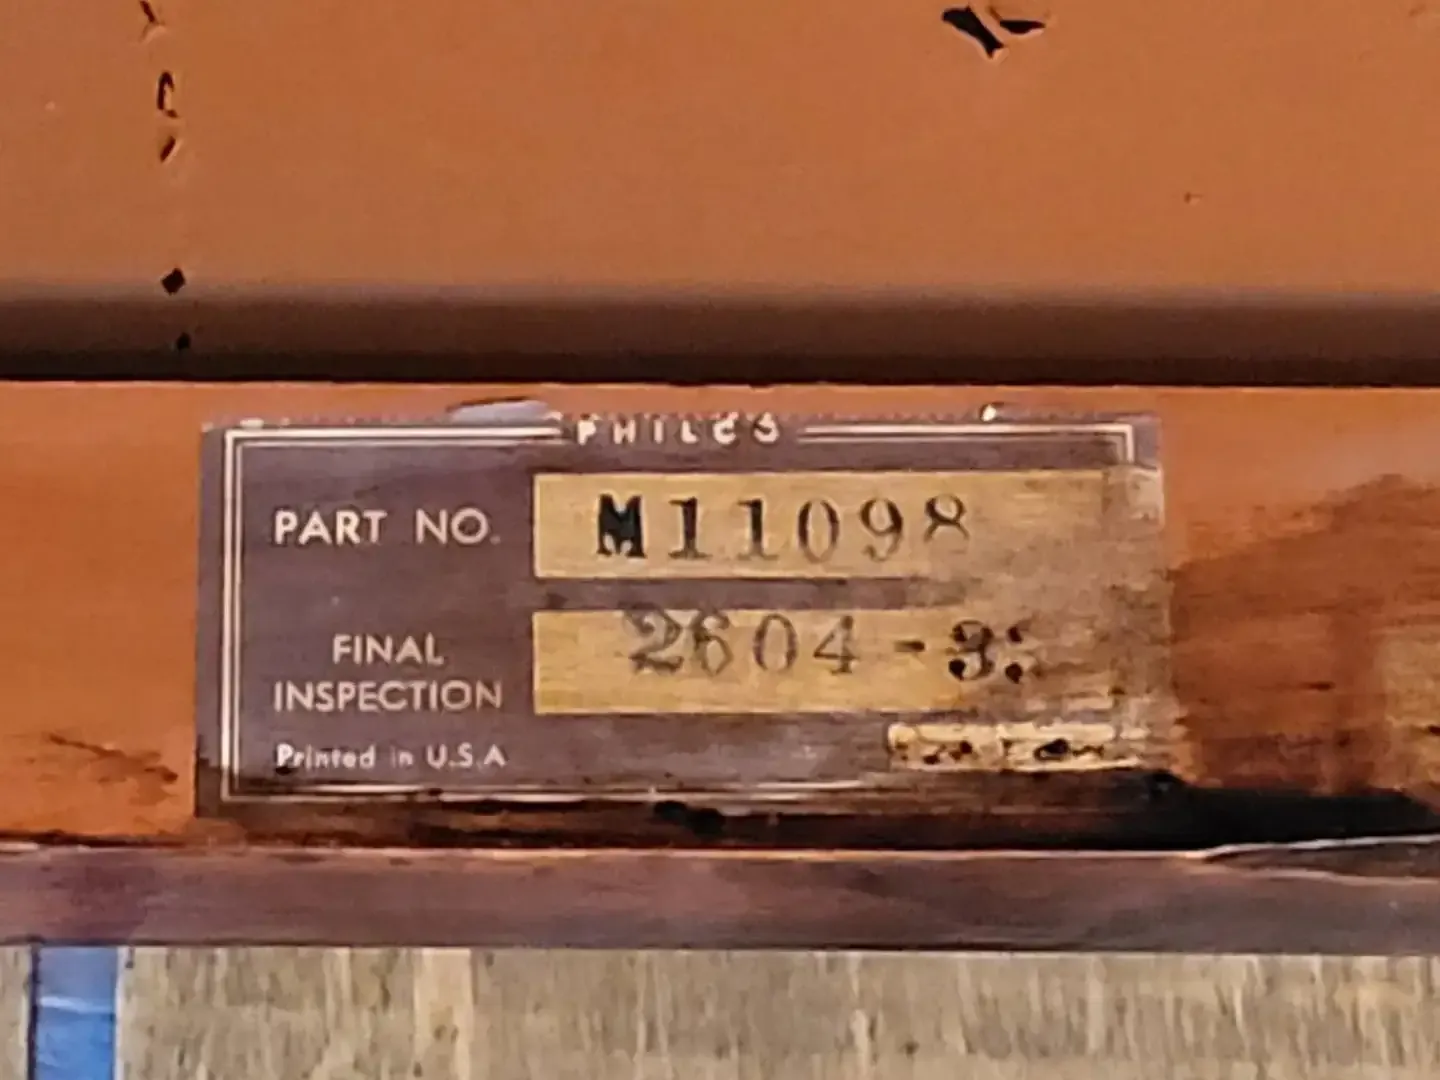 PHILCO
PART NO. M11098
FINAL
INSPECTION
2604-3
Printed in U.S.A